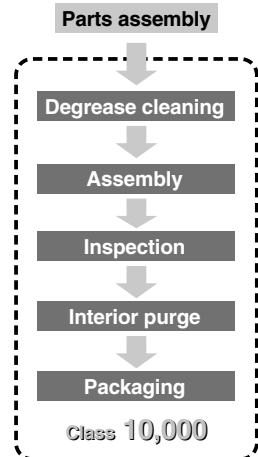 Parts assembly
Degrease cleaning
Assembly
Inspection
Interior purge
Packaging
Class 10,000